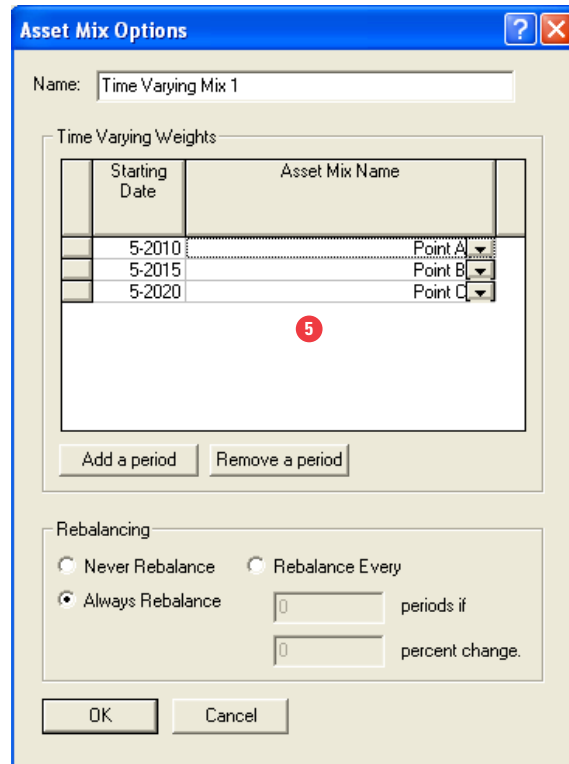 Asset Mix Options
Name: Time Varying Mix 1
Time Varying Weights
Starting Date Asset Mix Name
5-2010 Point A
5-2015 Point B
5-2020 Point C
5
Add a period Remove a period
Rebalancing
Never Rebalance Rebalance Every
Always Rebalance 0 periods if
0 percent change.
OK Cancel